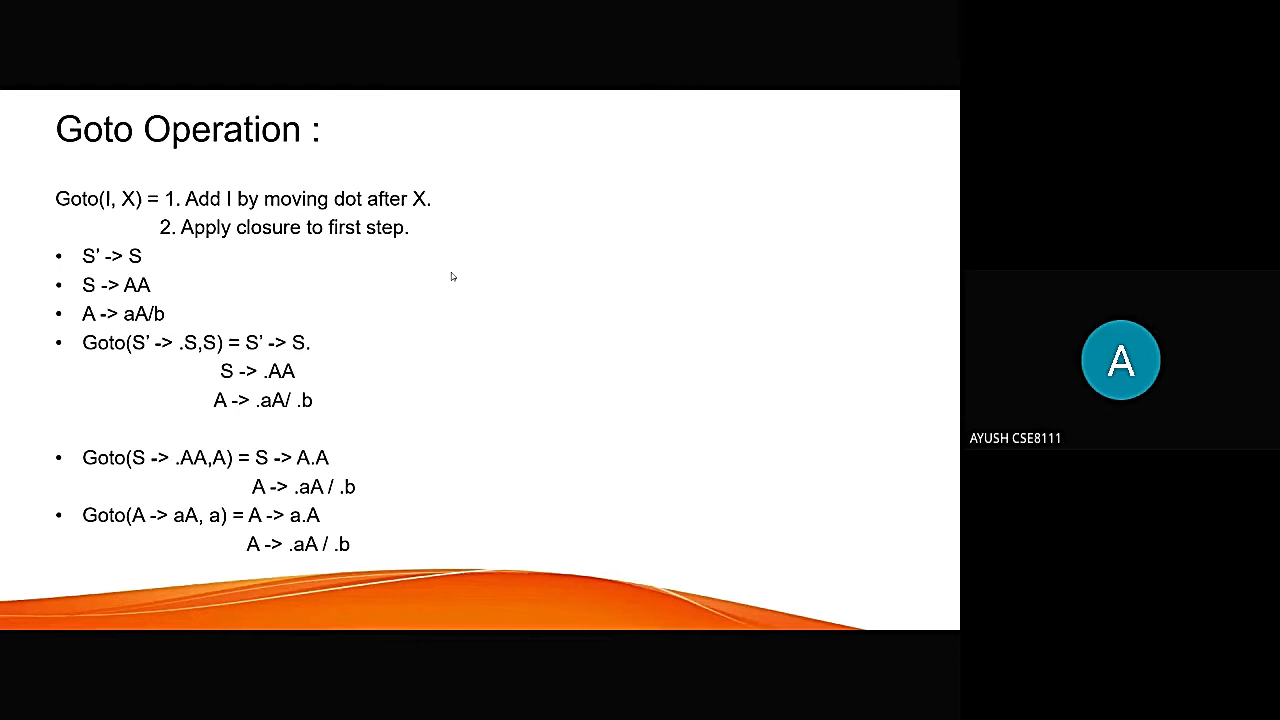 Goto Operation :
Goto(I, X) = 1. Add I by moving dot after X.
2. Apply closure to first step.
• S’ -> S
• S -> AA
• A -> aA/b
• Goto(S’ -> .S,S) = S’ -> S.
S -> .AA
A -> .aA/ .b
• Goto(S -> .AA,A) = S -> A.A
A -> .aA / .b
• Goto(A -> aA, a) = A -> a.A
A -> .aA / .b
A
AYUSH CSE8111